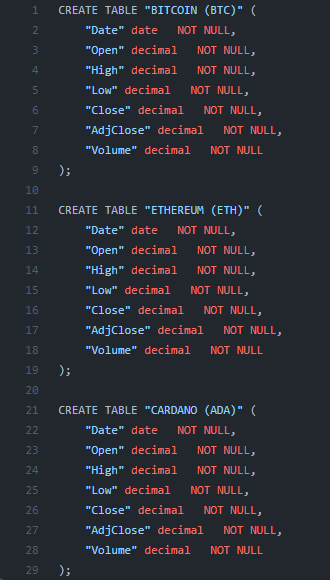 1 CREATE TABLE "BITCOIN (BTC)" (
2 "Date" date NOT NULL,
3 "Open" decimal NOT NULL,
4 "High" decimal NOT NULL,
5 "Low" decimal NOT NULL,
6 "Close" decimal NOT NULL,
7 "AdjClose" decimal NOT NULL,
8 "Volume" decimal NOT NULL
9 );
10
11 CREATE TABLE "ETHEREUM (ETH)" (
12 "Date" date NOT NULL,
13 "Open" decimal NOT NULL,
14 "High" decimal NOT NULL,
15 "Low" decimal NOT NULL,
16 "Close" decimal NOT NULL,
17 "AdjClose" decimal NOT NULL,
18 "Volume" decimal NOT NULL
19 );
20
21 CREATE TABLE "CARDANO (ADA)" (
22 "Date" date NOT NULL,
23 "Open" decimal NOT NULL,
24 "High" decimal NOT NULL,
25 "Low" decimal NOT NULL,
26 "Close" decimal NOT NULL,
27 "AdjClose" decimal NOT NULL,
28 "Volume" decimal NOT NULL
29 );